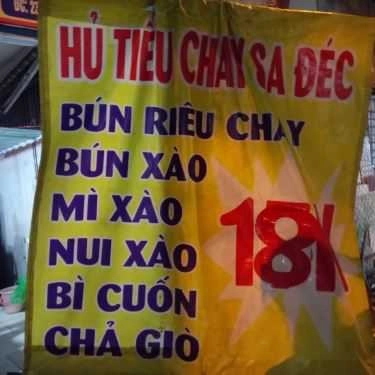 HỦ TIẾU CHAY SA ĐÉC
BÚN RIÊU CHAY
BÚN XÀO
MÌ XÀO
NUI XÀO
BÌ CUỐN
CHẢ GIÒ
18K